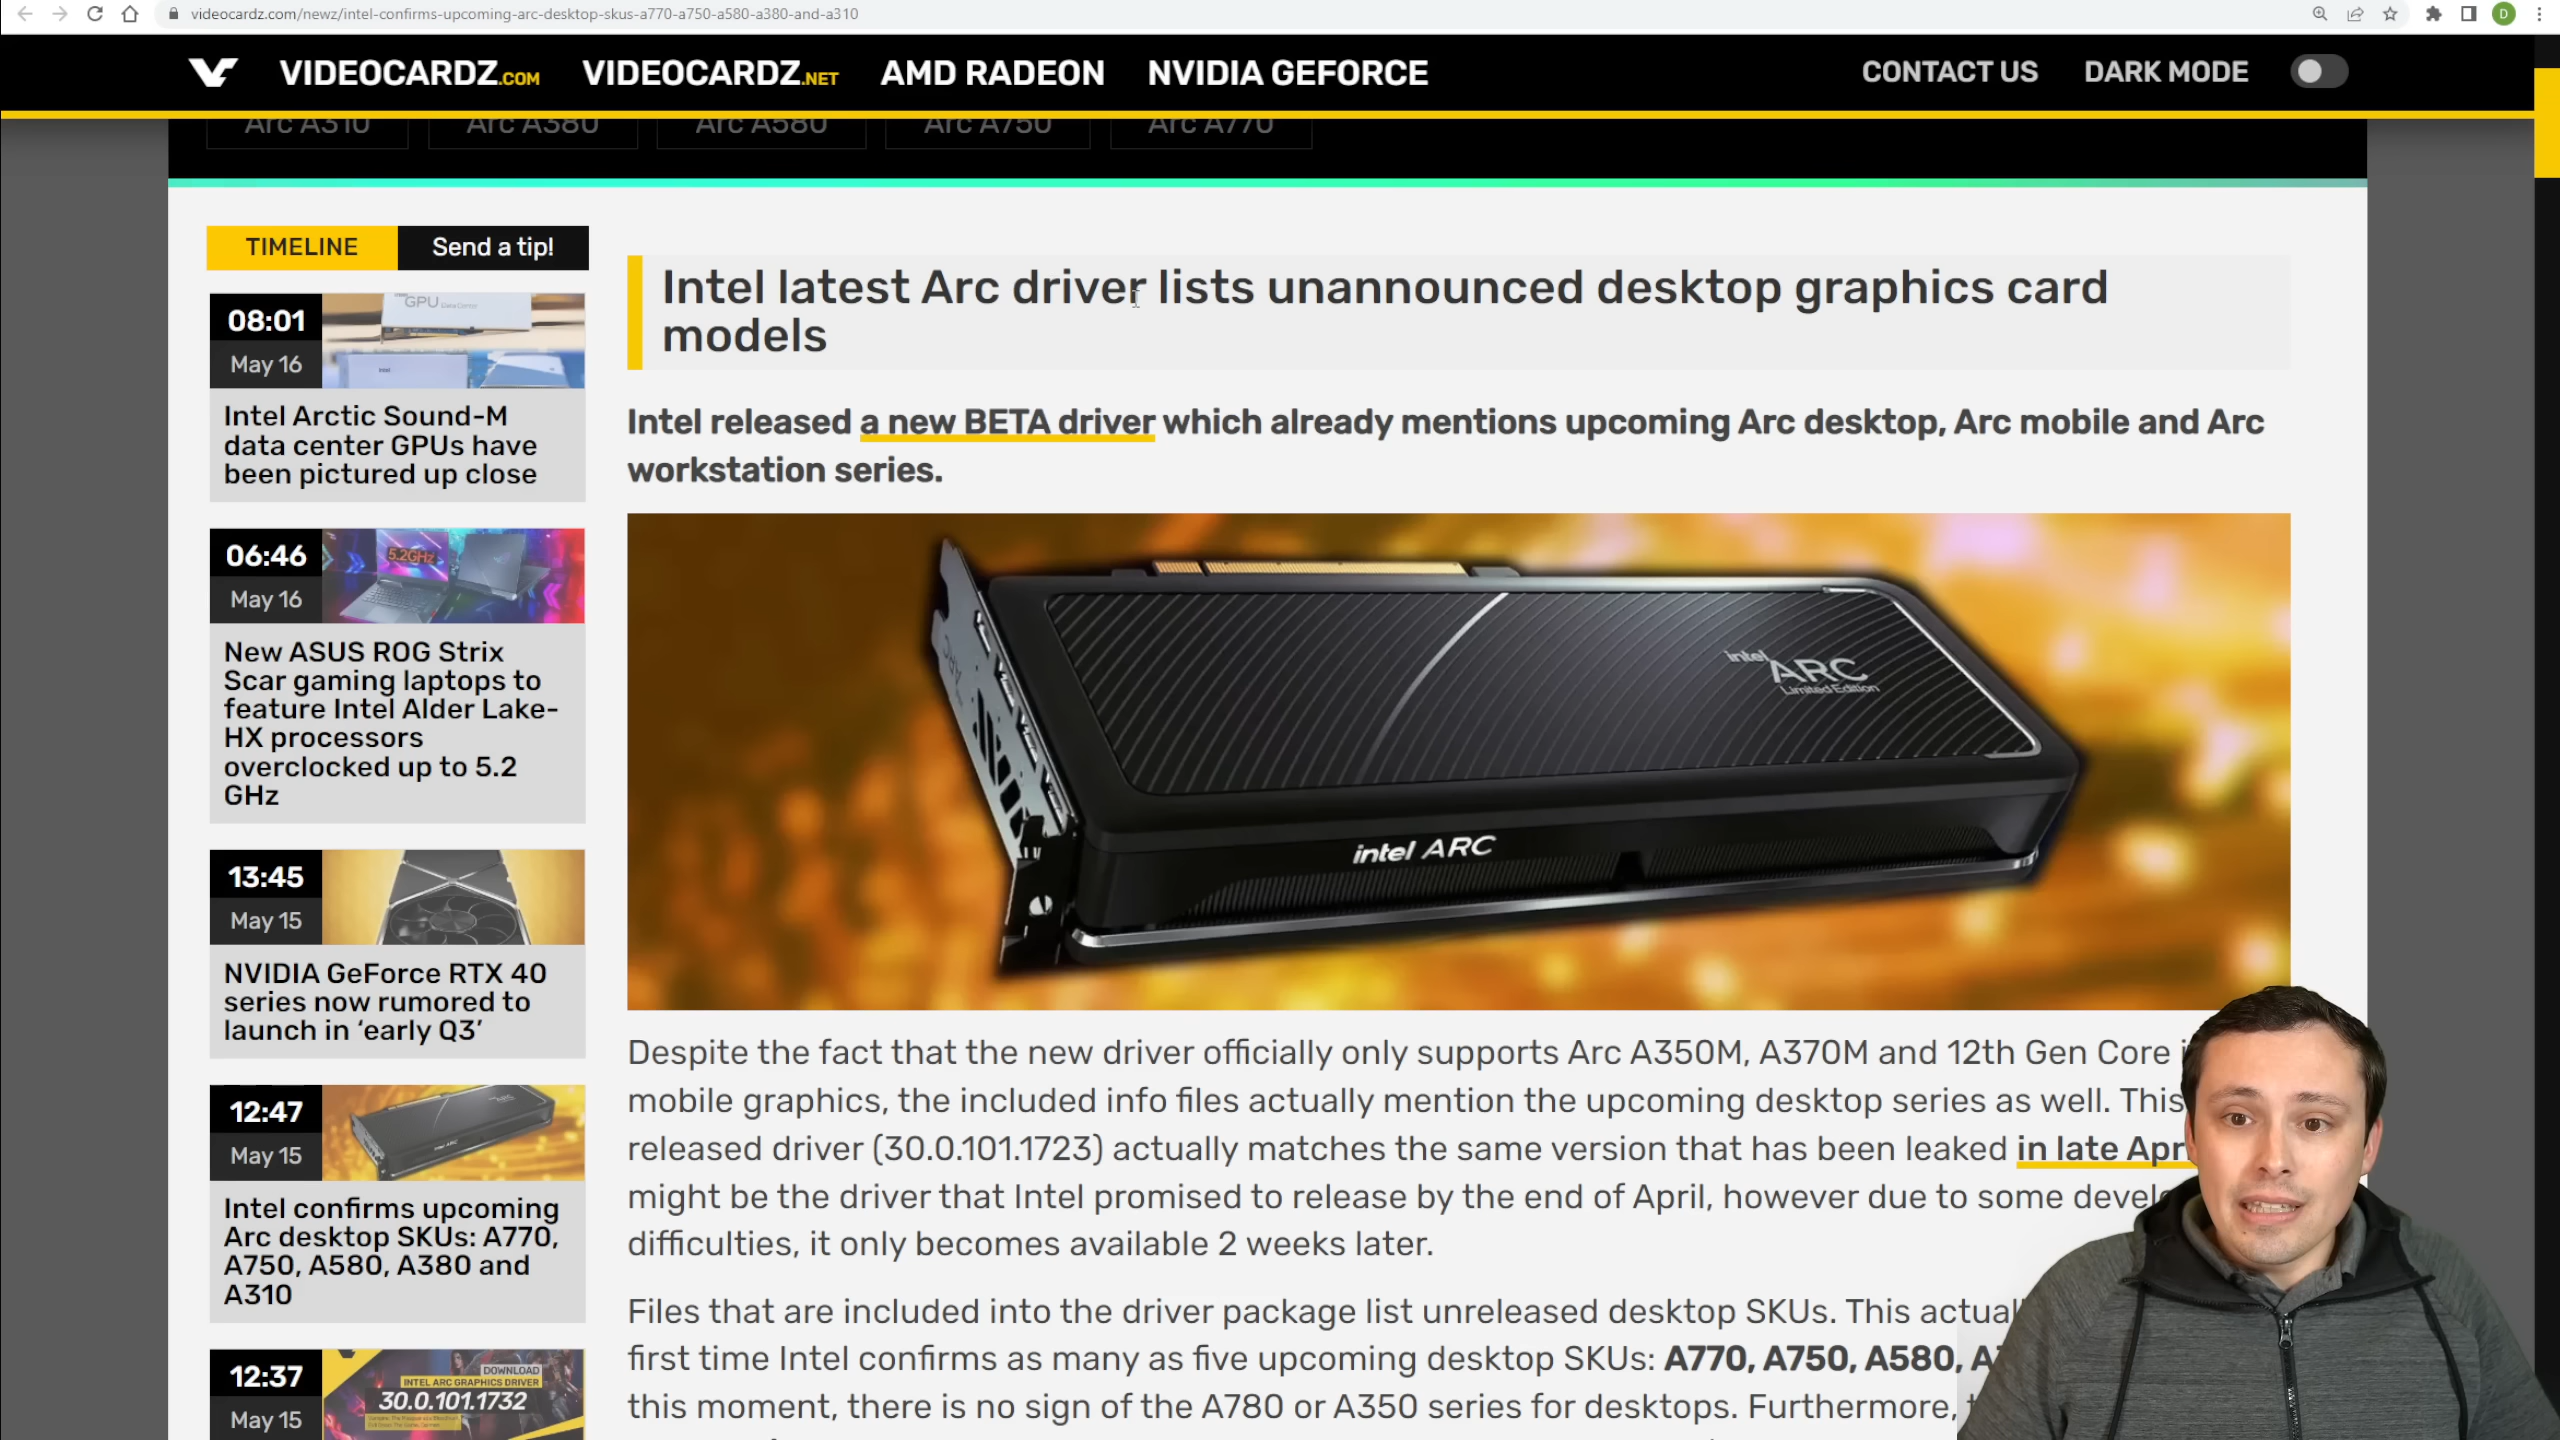 videocardz.com/newz/intel-confirms-upcoming-arc-desktop-skus-a770-a750-a580-a380-and-a310
D
VIDEOCARDZ.COM VIDEOCARDZ.NET AMD RADEON NVIDIA GEFORCE CONTACT US DARK MODE
Arc A310 Arc A380 Arc A580 Arc A750 Arc A770
TIMELINE Send a tip!
08:01
May 16
GPU Data Center
intel
Intel Arctic Sound-M
data center GPUs have
been pictured up close
06:46
May 16
5.2GHz
New ASUS ROG Strix
Scar gaming laptops to
feature Intel Alder Lake-
HX processors
overclocked up to 5.2
GHz
13:45
May 15
NVIDIA GeForce RTX 40
series now rumored to
launch in ‘early Q3’
12:47
May 15
intel ARC
Intel confirms upcoming
Arc desktop SKUs: A770,
A750, A580, A380 and
A310
12:37
May 15
DOWNLOAD
INTEL ARC GRAPHICS DRIVER
30.0.101.1732
Intel latest Arc driver lists unannounced desktop graphics card
models
Intel released a new BETA driver which already mentions upcoming Arc desktop, Arc mobile and Arc
workstation series.
intel
ARC
Limited Edition
intel ARC
Despite the fact that the new driver officially only supports Arc A350M, A370M and 12th Gen Core
mobile graphics, the included info files actually mention the upcoming desktop series as well. This
released driver (30.0.101.1723) actually matches the same version that has been leaked in late Apr
might be the driver that Intel promised to release by the end of April, however due to some devel
difficulties, it only becomes available 2 weeks later.
Files that are included into the driver package list unreleased desktop SKUs. This actual
first time Intel confirms as many as five upcoming desktop SKUs: A770, A750, A580, A
this moment, there is no sign of the A780 or A350 series for desktops. Furthermore,